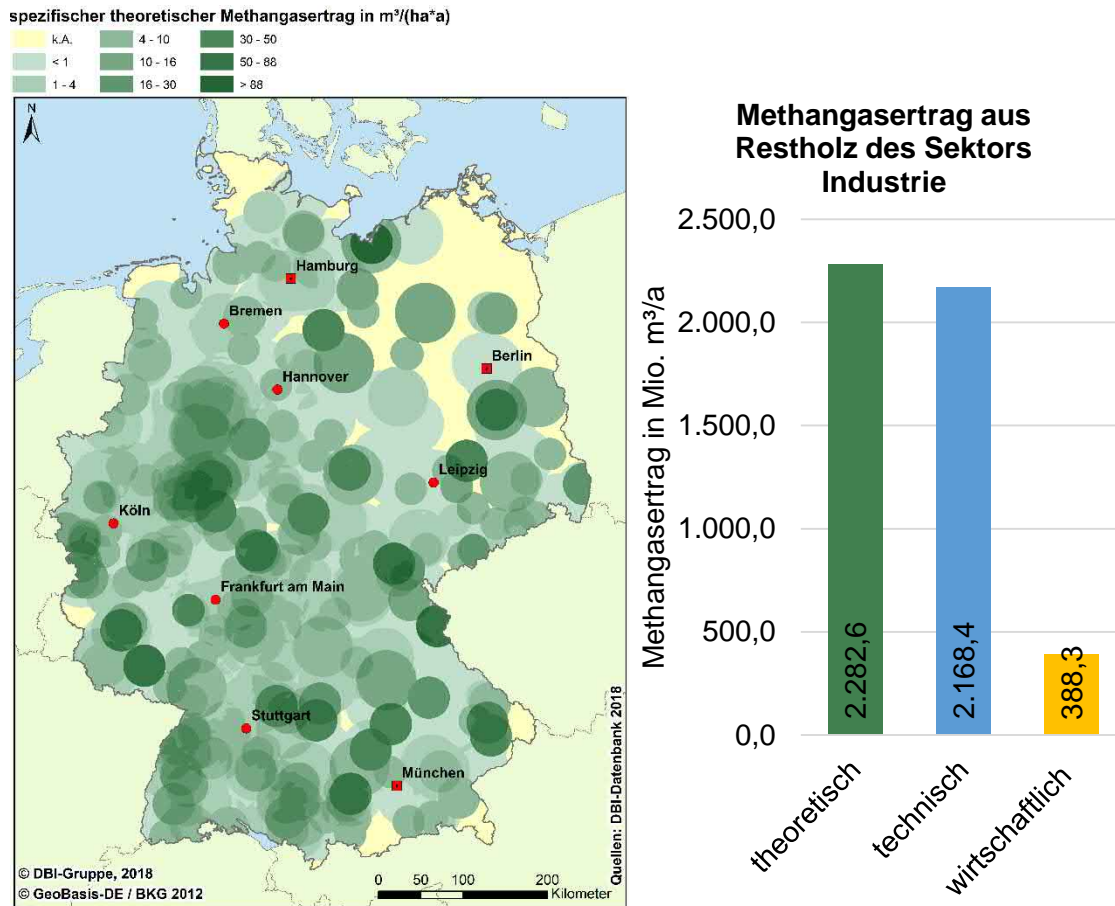 spezifischer theoretischer Methangasertrag in m³/(ha*a)
k.A.
4 - 10
30 - 50
< 1
10 - 16
50 - 88
1 - 4
16 - 30
> 88
N
Hamburg
Bremen
Berlin
Hannover
Leipzig
Köln
Frankfurt am Main
Stuttgart
München
© DBI-Gruppe, 2018
© GeoBasis-DE / BKG 2012
0 50 100 200
Kilometer
Quellen: DBI-Datenbank 2018
Methangasertrag aus
Restholz des Sektors
Industrie
Methangasertrag in Mio. m³/a
2.500,0
2.000,0
1.500,0
1.000,0
500,0
0,0
2.282,6
2.168,4
388,3
theoretisch
technisch
wirtschaftlich